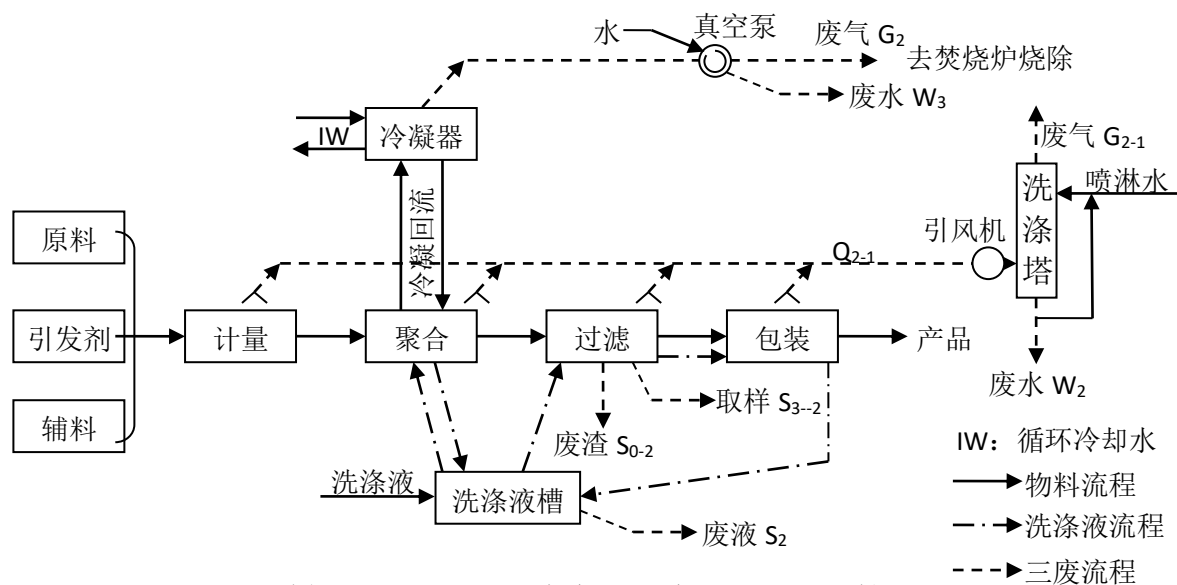 水
真空泵
废气 G2
去焚烧炉烧除
废水 W3
冷凝器
IW
废气 G2-1
洗涤塔
喷淋水
原料
冷凝回流
引风机
Q2-1
引发剂
计量
聚合
过滤
包装
产品
废水 W2
辅料
取样 S3--2
废渣 S0-2
IW：循环冷却水
洗涤液
洗涤液槽
物料流程
废液 S2
洗涤液流程
三废流程